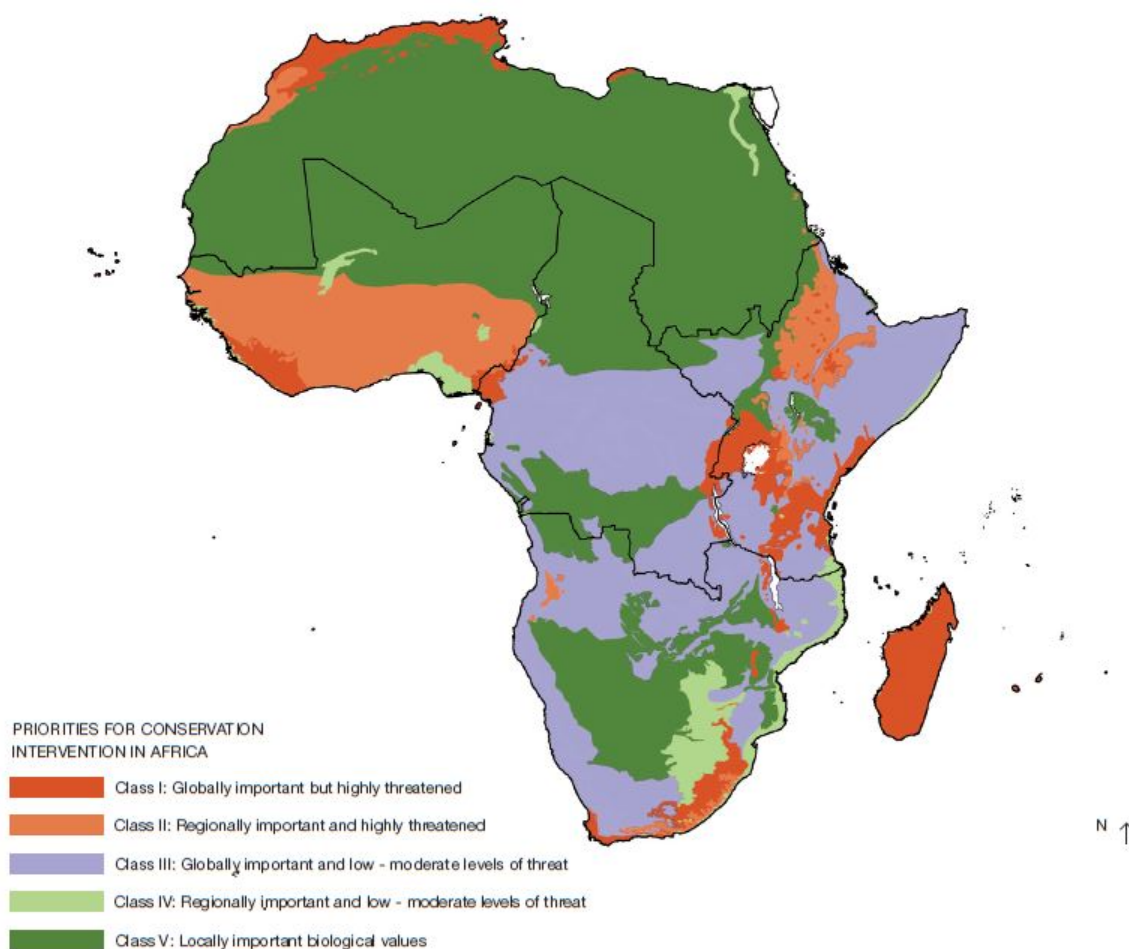 PRIORITIES FOR CONSERVATION
INTERVENTION IN AFRICA
Class I: Globally important but highly threatened
Class II: Regionally important and highly threatened
Class III: Globally important and low - moderate levels of threat
Class IV: Regionally important and low - moderate levels of threat
Class V: Locally important biological values
N